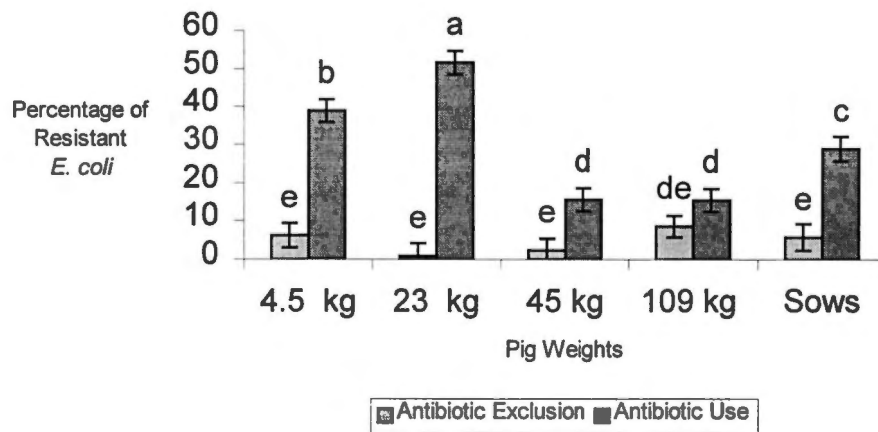 60
50
40
30
20
10
0
Percentage of
Resistant
E. coli
e b e a e d de d e c
4.5 kg 23 kg 45 kg 109 kg Sows
Pig Weights
Antibiotic Exclusion Antibiotic Use